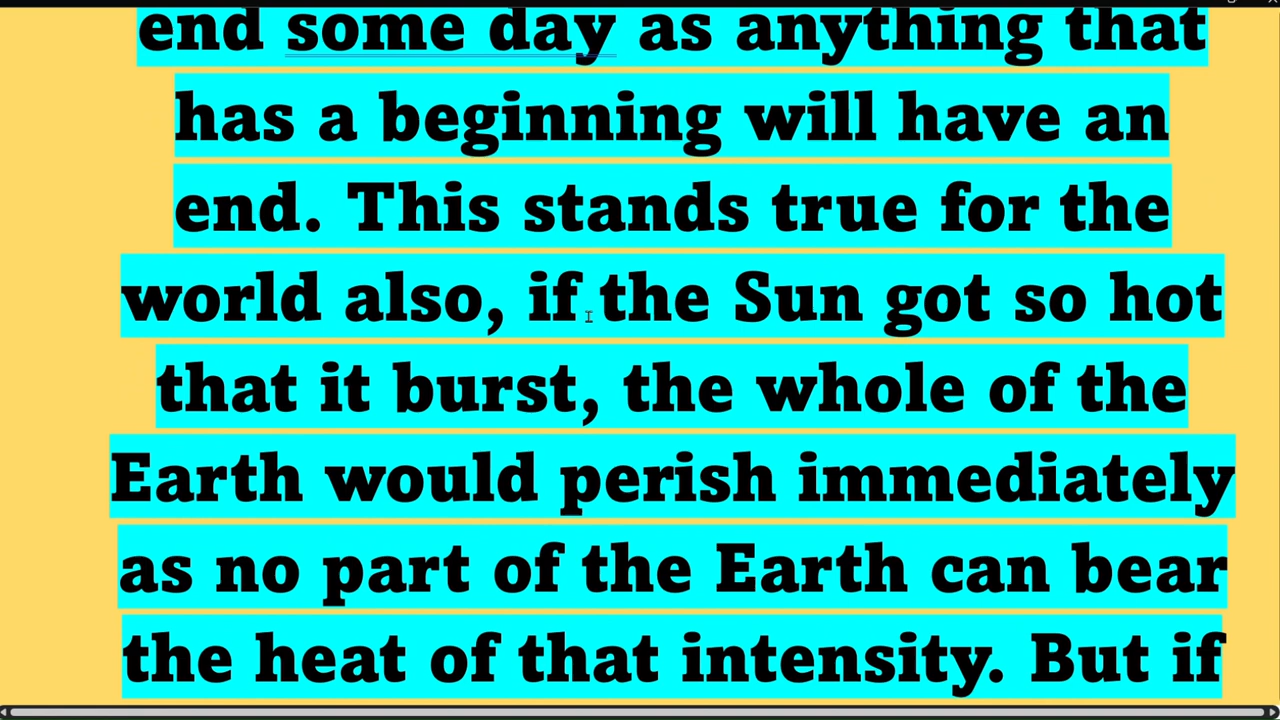 end some day as anything that
has a beginning will have an
end. This stands true for the
world also, if the Sun got so hot
that it burst, the whole of the
Earth would perish immediately
as no part of the Earth can bear
the heat of that intensity. But if